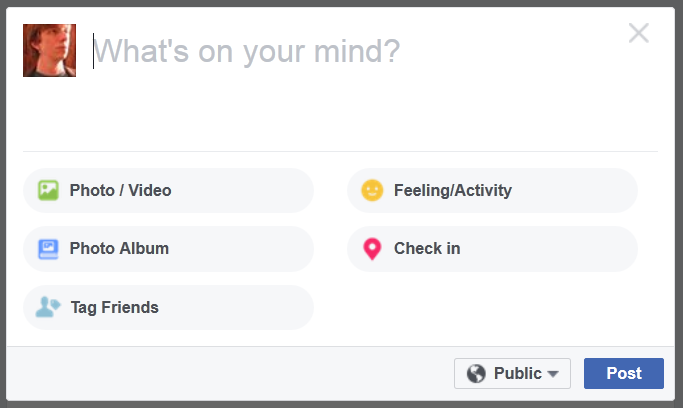 What's on your mind?
Photo / Video
Feeling/Activity
Photo Album
Check in
Tag Friends
Public
Post